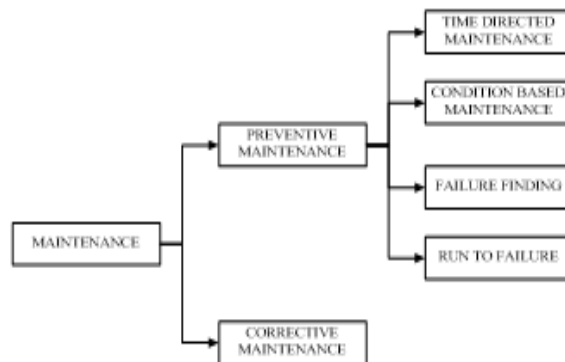 TIME DIRECTED
MAINTENANCE
CONDITION BASED
MAINTENANCE
PREVENTIVE
MAINTENANCE
FAILURE FINDING
MAINTENANCE
RUN TO FAILURE
CORRECTIVE
MAINTENANCE